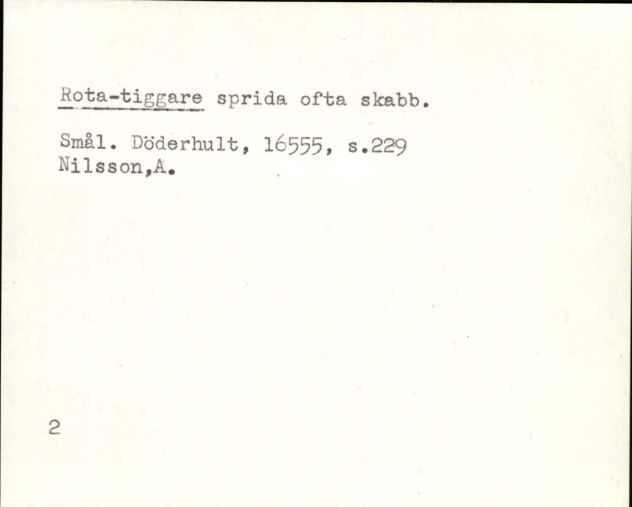 Rota-tiggare sprida ofta skabb.
Smål. Döderhult, 16555, s.229
Nilsson,A.
2